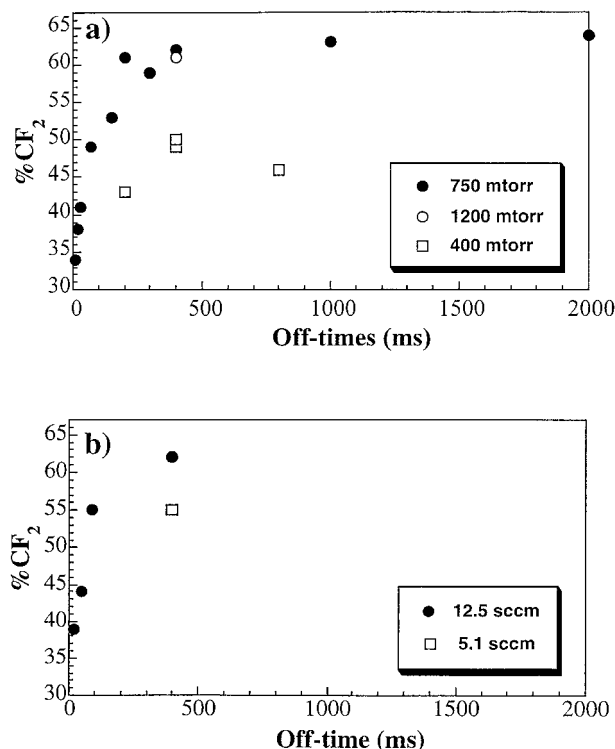 a)
65
60
55
50
45
40
35
30
%CF2
750 mtorr
1200 mtorr
400 mtorr
0 500 1000 1500 2000
Off-times (ms)
b)
65
60
55
50
45
40
35
30
%CF2
12.5 sccm
5.1 sccm
0 500 1000 1500 2000
Off-time (ms)